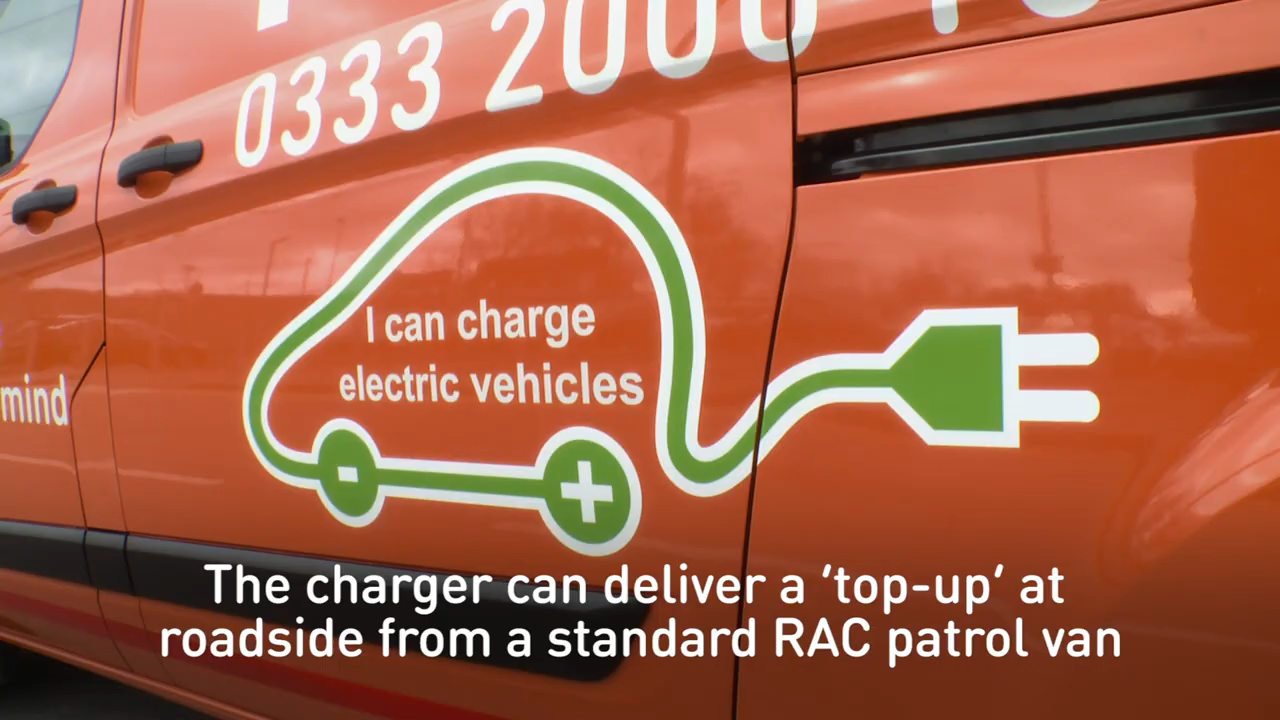 0333 2000
I can charge
electric vehicles
mind
The charger can deliver a ‘top-up’ at
roadside from a standard RAC patrol van